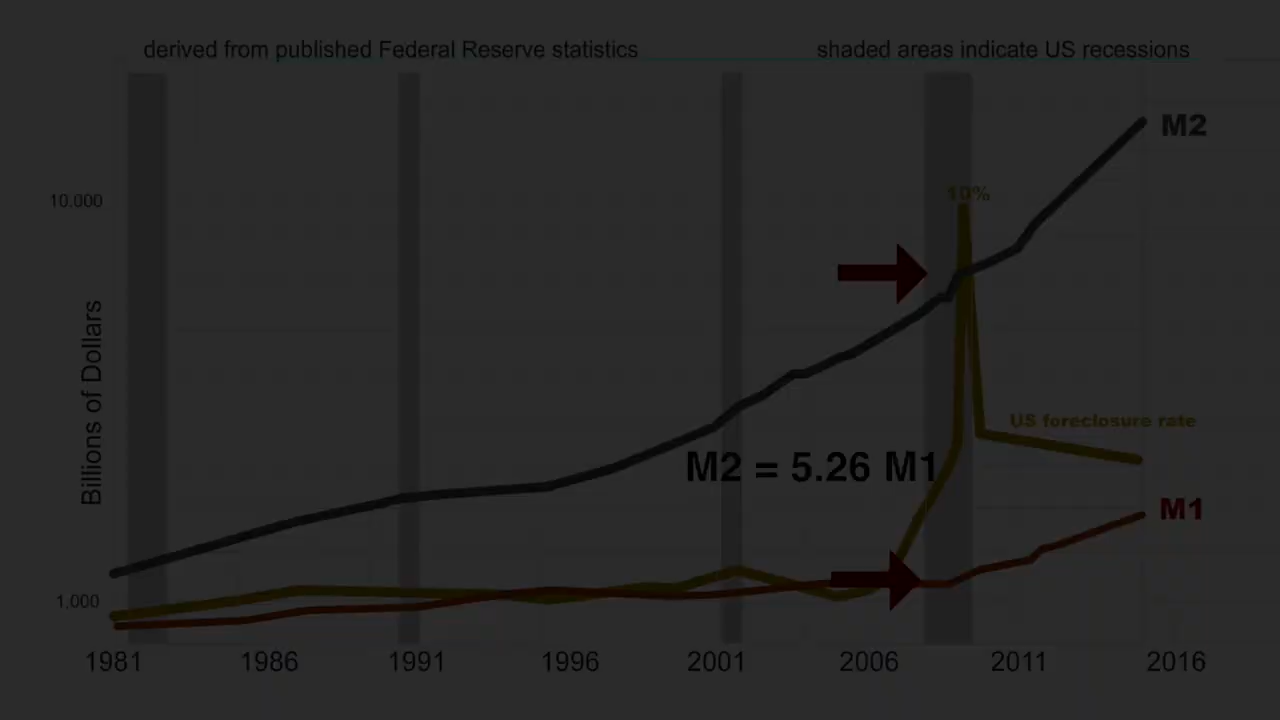 derived from published Federal Reserve statistics
shaded areas indicate US recessions
M2
10.000
10%
Billions of Dollars
US foreclosure rate
M2 = 5.26 M1
M1
1,000
1981 1986 1991 1996 2001 2006 2011 2016